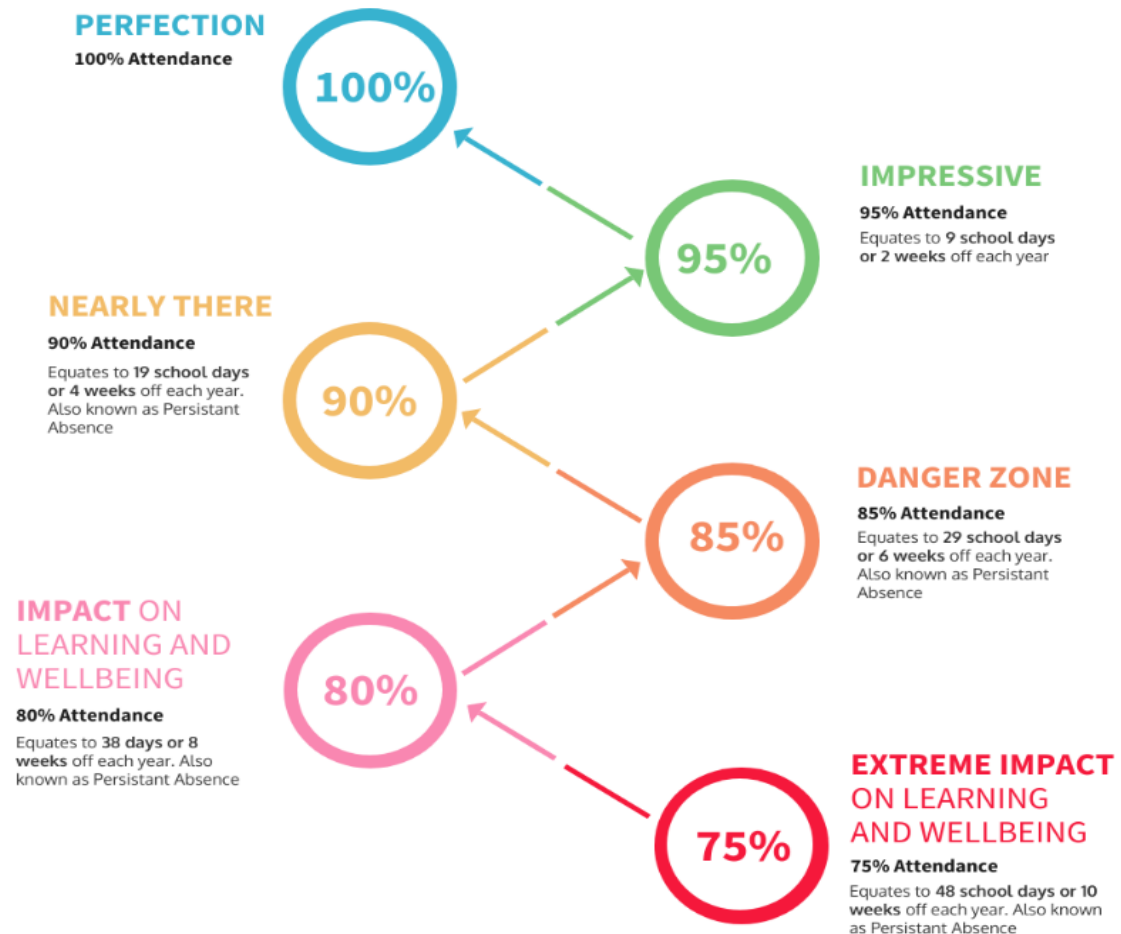 PERFECTION
100% Attendance
100%
IMPRESSIVE
95% Attendance
Equates to 9 school days
or 2 weeks off each year
95%
NEARLY THERE
90% Attendance
Equates to 19 school days
or 4 weeks off each year.
Also known as Persistant
Absence
90%
DANGER ZONE
85% Attendance
Equates to 29 school days
or 6 weeks off each year.
Also known as Persistant
Absence
85%
IMPACT ON
LEARNING AND
WELLBEING
80% Attendance
Equates to 38 days or 8
weeks off each year. Also
known as Persistant Absence
80%
EXTREME IMPACT
ON LEARNING
AND WELLBEING
75% Attendance
Equates to 48 school days or 10
weeks off each year. Also known
as Persistant Absence
75%